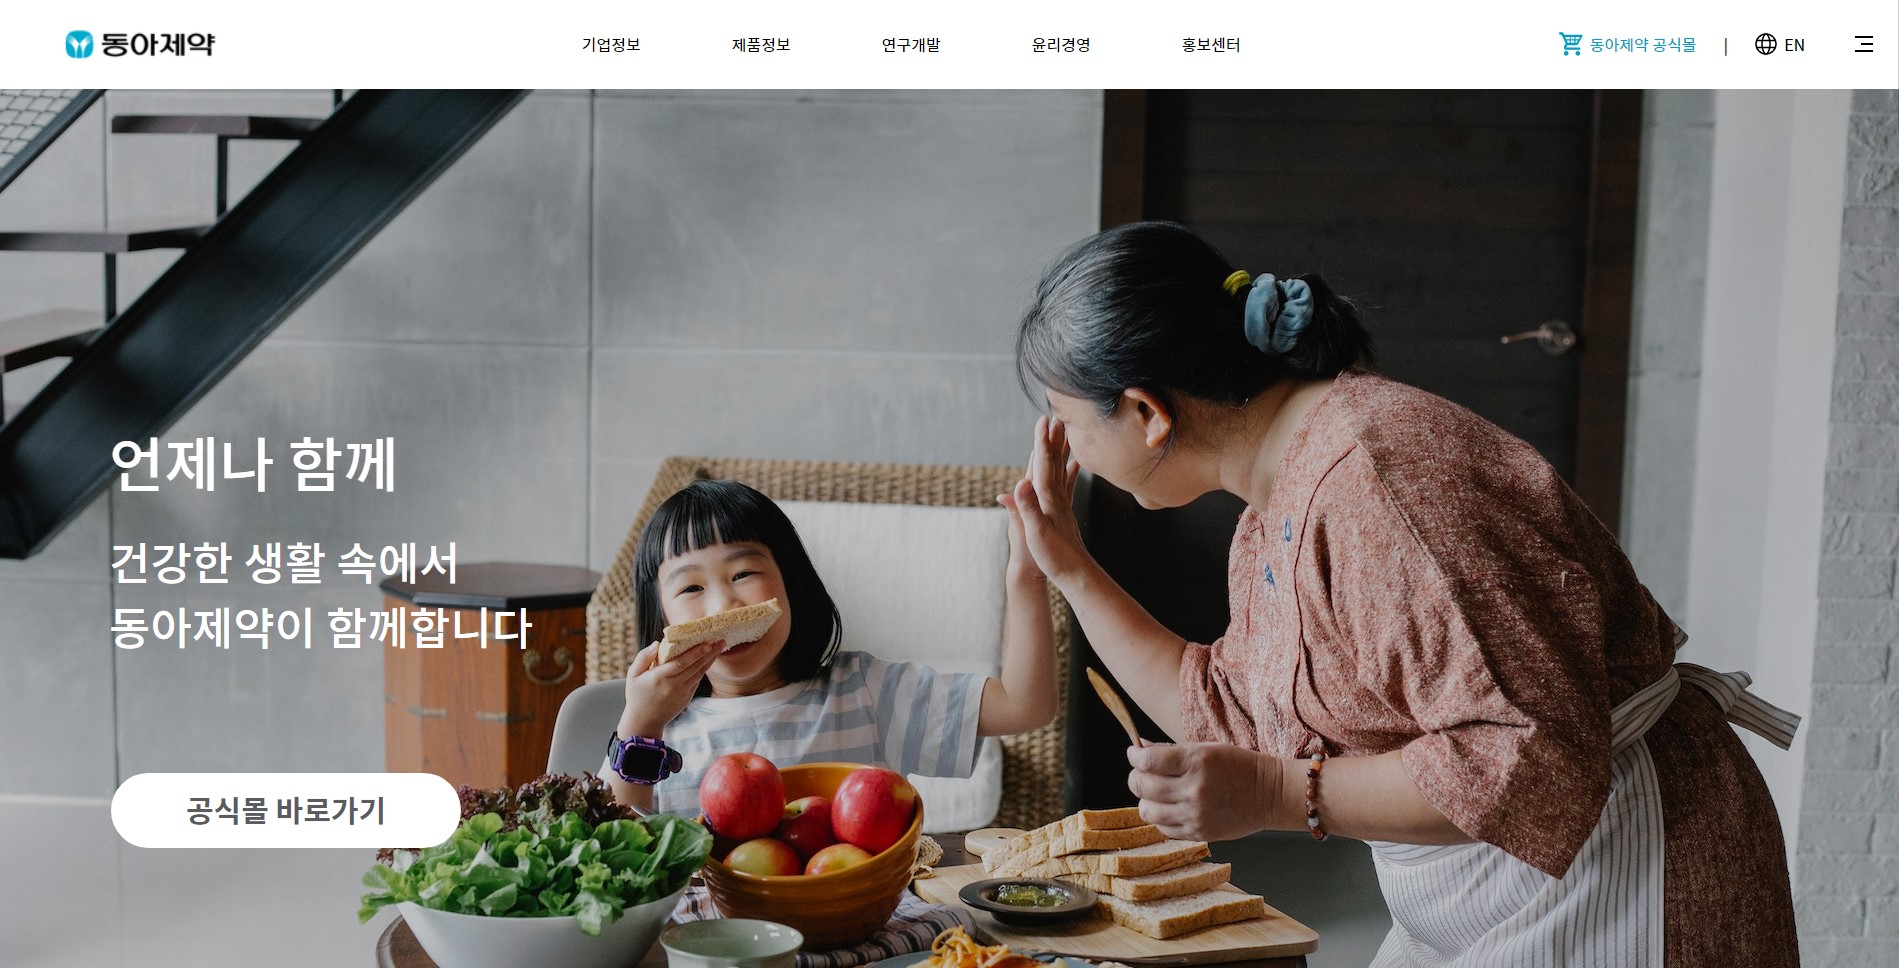 동아제약
기업정보
제품정보
연구개발
윤리경영
홍보센터
동아제약 공식몰
|
EN
언제나 함께
건강한 생활 속에서
동아제약이 함께합니다
공식몰 바로가기